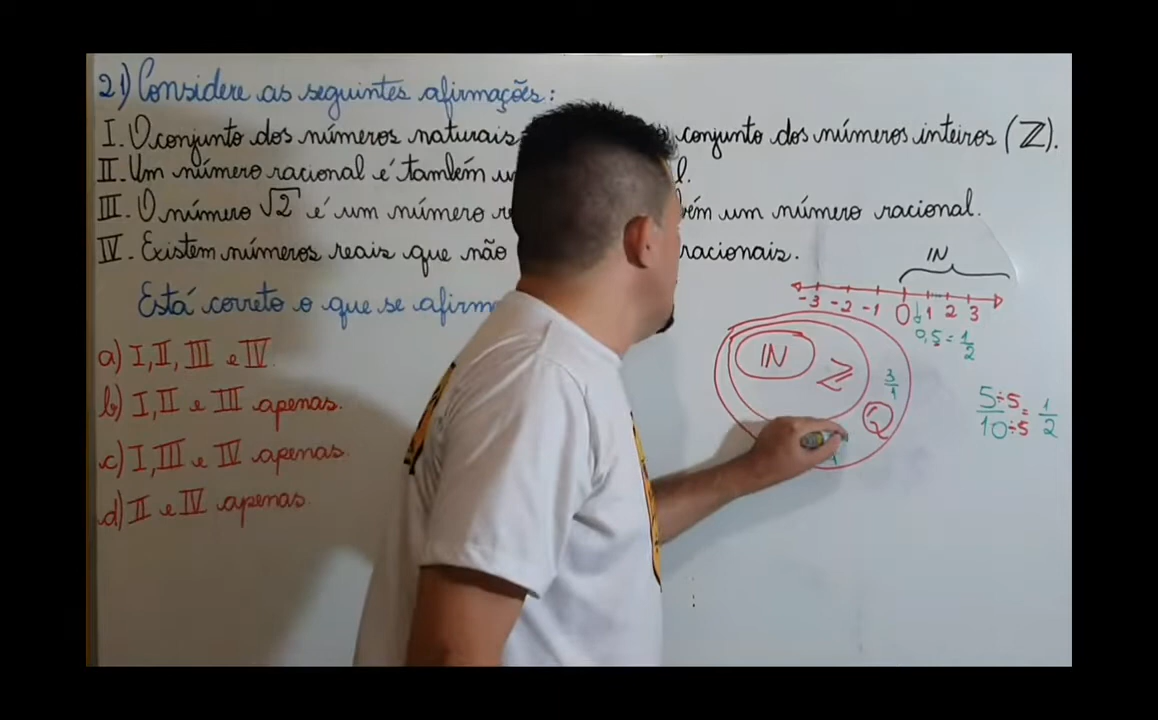 21) Considere as seguintes afirmações:
I. O conjunto dos números naturais conjunto dos números inteiros (ℤ).
II. Um número racional é também
III. O número √2 é um número também um número racional.
IV. Existem números reais que não racionais.
Está correto o que se afirm
a) I, II, III e IV.
b) I, II e III apenas.
c) I, III e IV apenas.
d) II e IV apenas.
IN
-3 -2 -1 0 1 2 3
0,5 = 1/2
IN ℤ
3/1
Q
5÷5/10÷5 = 1/2